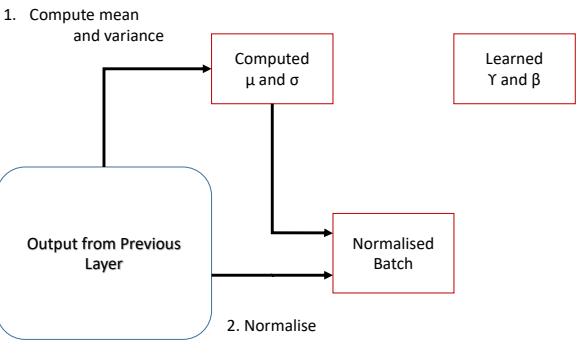 1. Compute mean
and variance
Computed
μ and σ
Learned
ϒ and β
Output from Previous
Layer
Normalised
Batch
2. Normalise